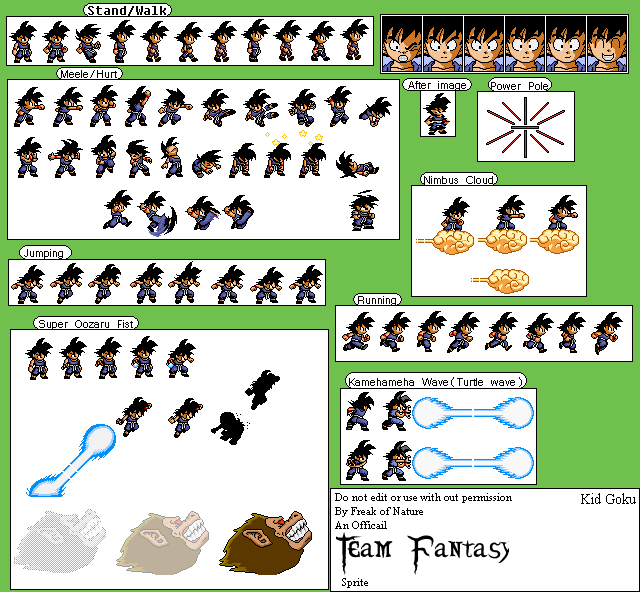 Stand/Walk
Meele/Hurt
After image
Power Pole
Nimbus Cloud
Jumping
Running
Super Oozaru Fist
Kamehameha Wave(Turtle wave)
Do not edit or use with out permission
Kid Goku
By Freak of Nature
An Officail
Team Fantasy
Sprite